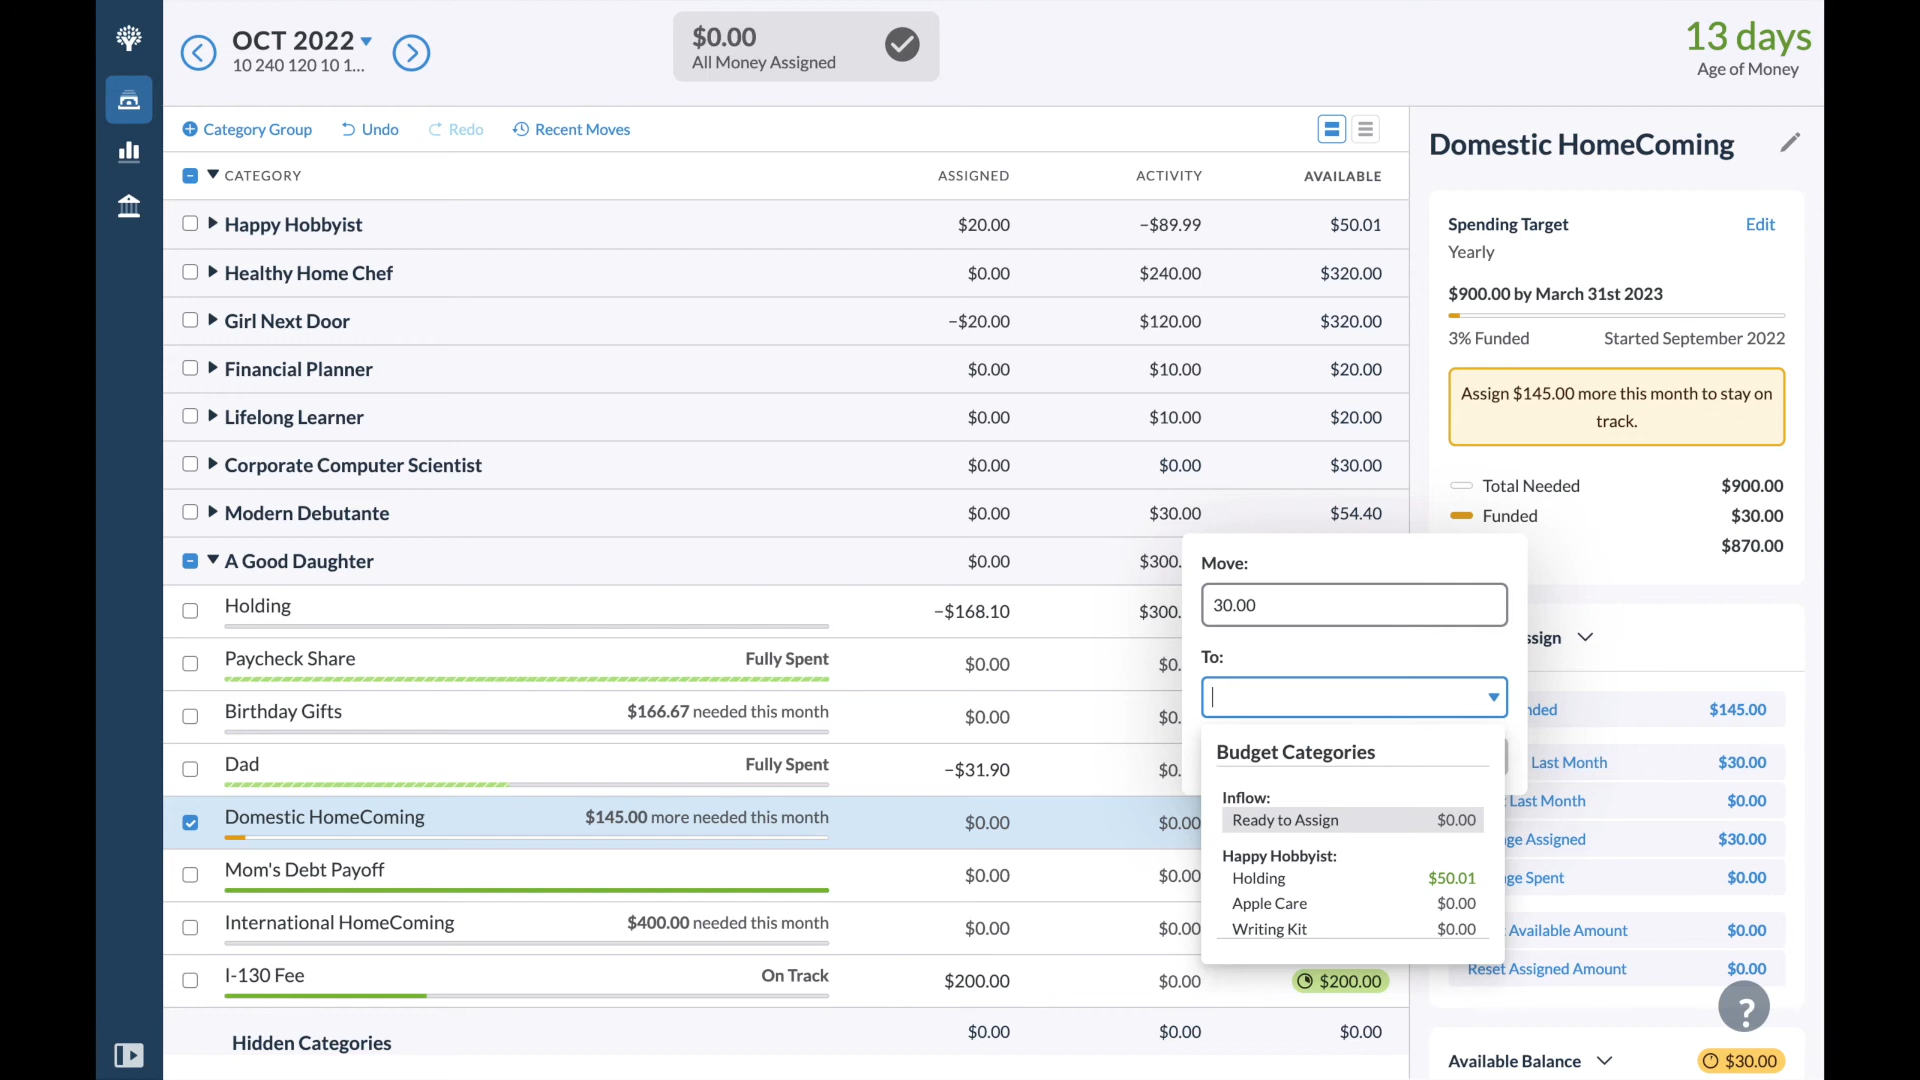 OCT 2022
10 240 120 10 1...
$0.00
All Money Assigned
13 days
Age of Money
Category Group Undo Redo Recent Moves
CATEGORY ASSIGNED ACTIVITY AVAILABLE
Happy Hobbyist $20.00 −$89.99 $50.01
Healthy Home Chef $0.00 $240.00 $320.00
Girl Next Door −$20.00 $120.00 $320.00
Financial Planner $0.00 $10.00 $20.00
Lifelong Learner $0.00 $10.00 $20.00
Corporate Computer Scientist $0.00 $0.00 $30.00
Modern Debutante $0.00 $30.00 $54.40
A Good Daughter $0.00 $300.
Holding −$168.10 $300.
Paycheck Share Fully Spent $0.00 $0.
Birthday Gifts $166.67 needed this month $0.00 $0.
Dad Fully Spent −$31.90 $0.
Domestic HomeComing $145.00 more needed this month $0.00 $0.00
Mom's Debt Payoff $0.00 $0.00
International HomeComing $400.00 needed this month $0.00 $0.00
I-130 Fee On Track $200.00 $0.00 $200.00
Hidden Categories $0.00 $0.00 $0.00
Move:
30.00
To:
Budget Categories
Inflow:
Ready to Assign $0.00
Happy Hobbyist:
Holding $50.01
Apple Care $0.00
Writing Kit $0.00
Domestic HomeComing
Spending Target Edit
Yearly
$900.00 by March 31st 2023
3% Funded Started September 2022
Assign $145.00 more this month to stay on
track.
Total Needed $900.00
Funded $30.00
$870.00
ssign
nded $145.00
Last Month $30.00
Last Month $0.00
ge Assigned $30.00
ge Spent $0.00
Available Amount $0.00
Reset Assigned Amount $0.00
?
Available Balance $30.00